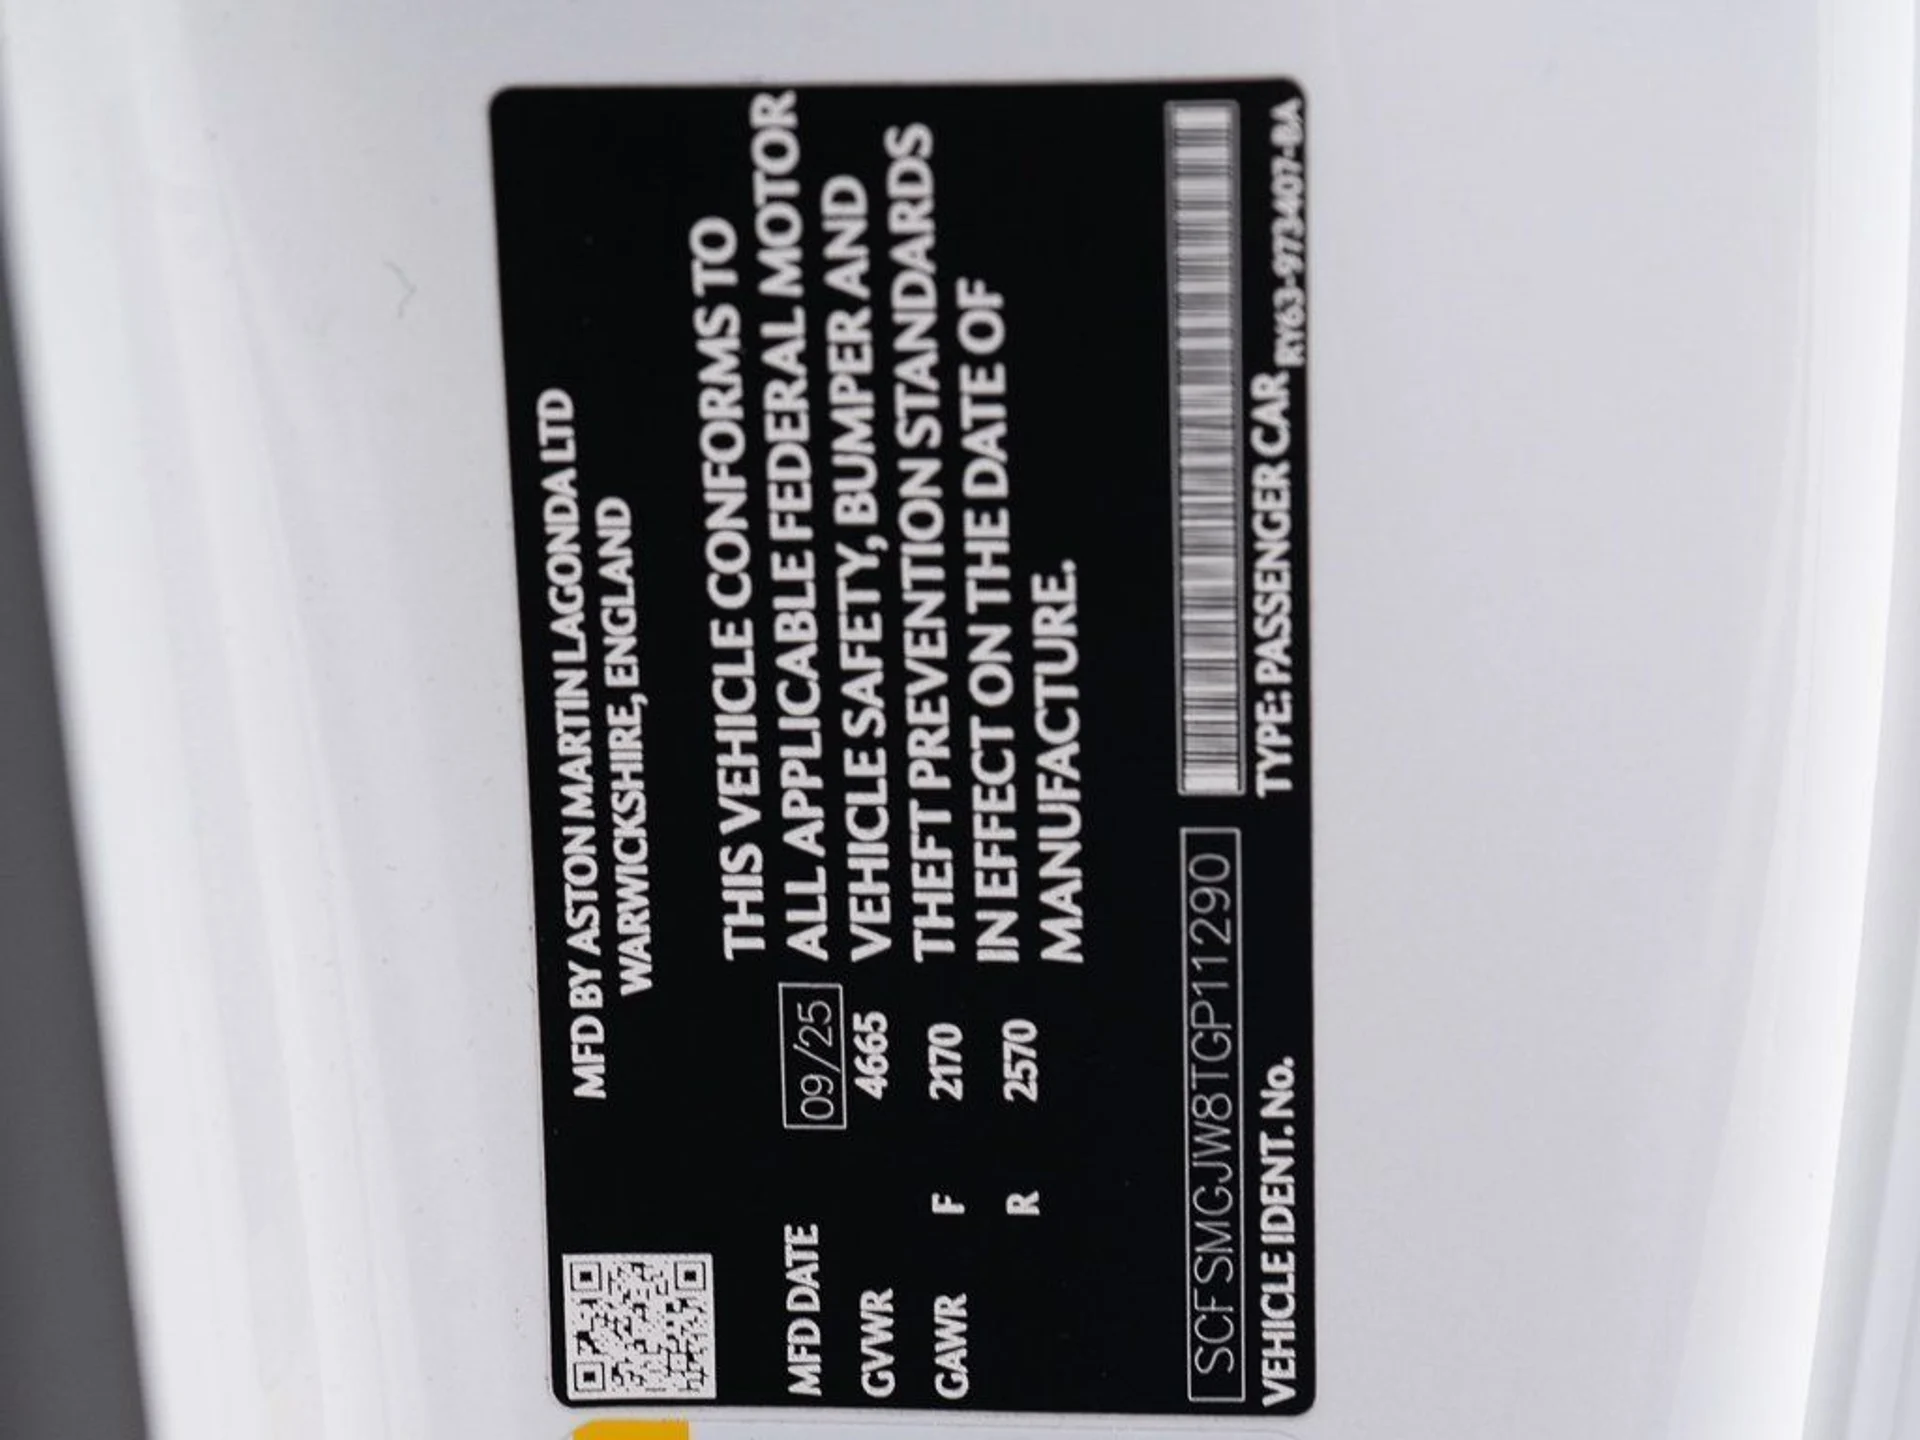 MFD BY ASTON MARTIN LAGONDA LTD
WARWICKSHIRE, ENGLAND
THIS VEHICLE CONFORMS TO
ALL APPLICABLE FEDERAL MOTOR
VEHICLE SAFETY, BUMPER AND
THEFT PREVENTION STANDARDS
IN EFFECT ON THE DATE OF
MANUFACTURE.
MFD DATE 09/25
GVWR 4665
GAWR F 2170
R 2570
SCFSMGJW8TGP11290
VEHICLE IDENT. No.
TYPE: PASSENGER CAR
RY63-973407-BA